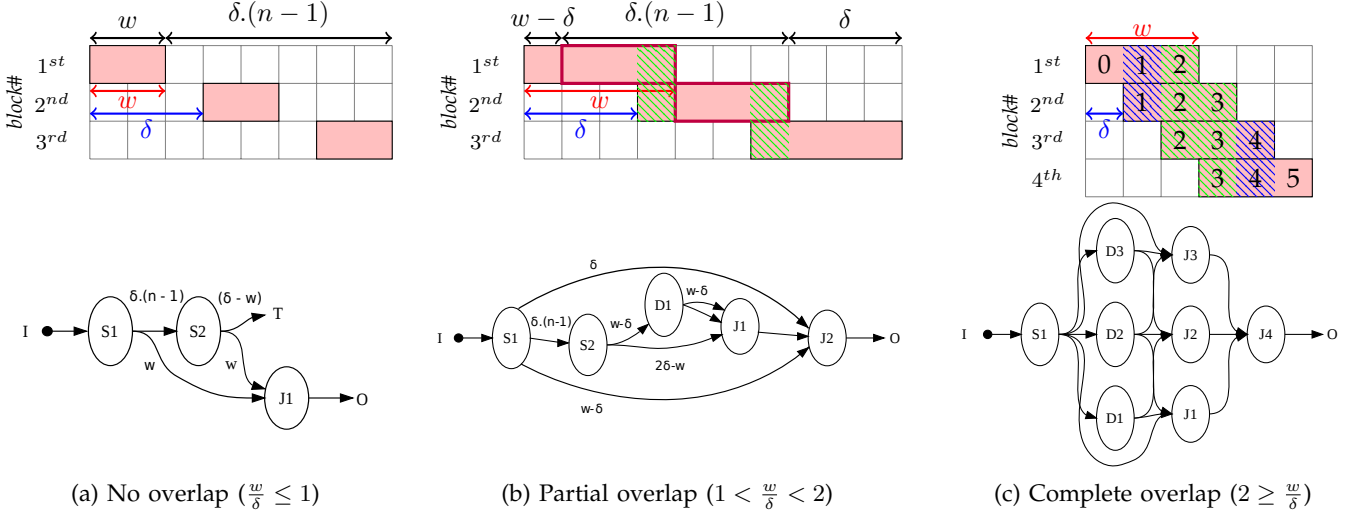 w
δ.(n − 1)
block#
1st
2nd
3rd
w
δ
w − δ
δ.(n − 1)
δ
1st
2nd
3rd
block#
w
δ
w
block#
1st
2nd
3rd
4th
δ
0 1 2
1 2 3
2 3 4
3 4 5
I
S1
δ.(n - 1)
S2
(δ - w)
T
w
w
J1
O
I
S1
δ
δ.(n-1)
S2
w-δ
D1
w-δ
J1
2δ-w
w-δ
J2
O
I
S1
D3
D2
D1
J3
J2
J1
J4
O
(a) No overlap (w/δ ≤ 1)
(b) Partial overlap (1 < w/δ < 2)
(c) Complete overlap (2 ≥ w/δ)